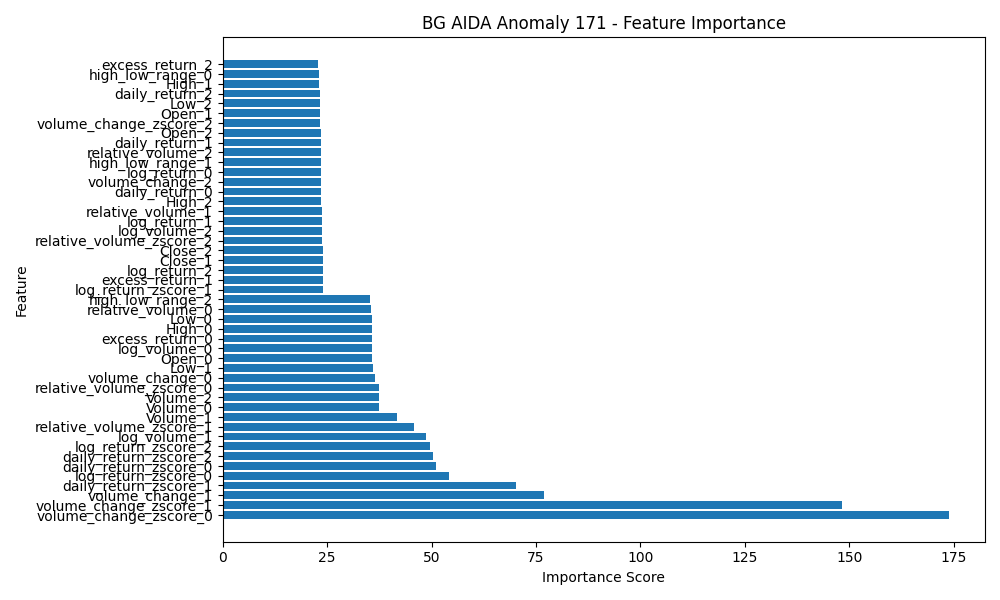 BG AIDA Anomaly 171 - Feature Importance
excess_return_2
high_low_range_0
High_1
daily_return_2
Low_2
Open_1
volume_change_zscore_2
Open_2
daily_return_1
relative_volume_2
high_low_range_1
log_return_0
volume_change_2
daily_return_0
High_2
relative_volume_1
log_return_1
log_volume_2
relative_volume_zscore_2
Close_2
Close_1
log_return_2
excess_return_1
log_return_zscore_1
high_low_range_2
relative_volume_0
Low_0
High_0
excess_return_0
log_volume_0
Open_0
Low_1
volume_change_0
relative_volume_zscore_0
Volume_2
Volume_0
Volume_1
relative_volume_zscore_1
log_volume_1
log_return_zscore_2
daily_return_zscore_2
daily_return_zscore_0
log_return_zscore_0
daily_return_zscore_1
volume_change_1
volume_change_zscore_1
volume_change_zscore_0
Feature
0 25 50 75 100 125 150 175
Importance Score